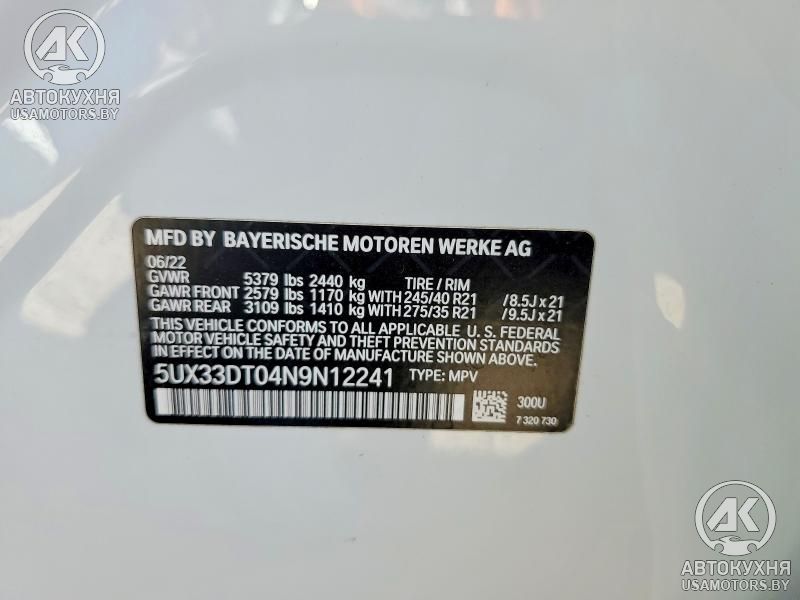 AK
АВТОКУХНЯ
USAMOTORS.BY
MFD BY BAYERISCHE MOTOREN WERKE AG
06/22
GVWR 5379 lbs 2440 kg TIRE / RIM
GAWR FRONT 2579 lbs 1170 kg WITH 245/40 R21 /8.5J x 21
GAWR REAR 3109 lbs 1410 kg WITH 275/35 R21 /9.5J x 21
THIS VEHICLE CONFORMS TO ALL APPLICABLE U. S. FEDERAL
MOTOR VEHICLE SAFETY AND THEFT PREVENTION STANDARDS
IN EFFECT ON THE DATE OF MANUFACTURE SHOWN ABOVE.
5UX33DT04N9N12241 TYPE: MPV
300U
7 320 730
AK
АВТОКУХНЯ
USAMOTORS.BY